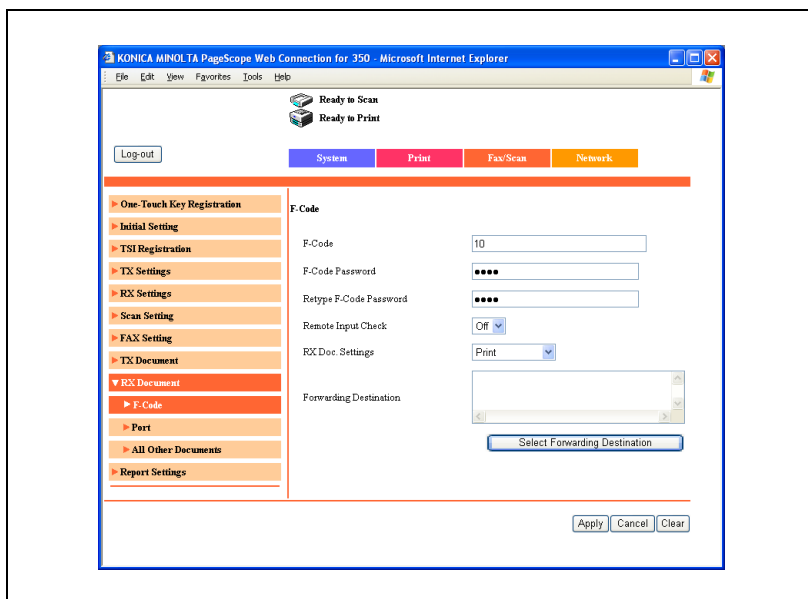 KONICA MINOLTA PageScope Web Connection for 350 - Microsoft Internet Explorer
File Edit View Favorites Tools Help
Ready to Scan
Ready to Print
Log-out
System Print Fax/Scan Network
One-Touch Key Registration
Initial Setting
TSI Registration
TX Settings
RX Settings
Scan Setting
FAX Setting
TX Document
RX Document
F-Code
Port
All Other Documents
Report Settings
F-Code
F-Code 10
F-Code Password ●●●●
Retype F-Code Password ●●●●
Remote Input Check Off
RX Doc. Settings Print
Forwarding Destination
Select Forwarding Destination
Apply Cancel Clear